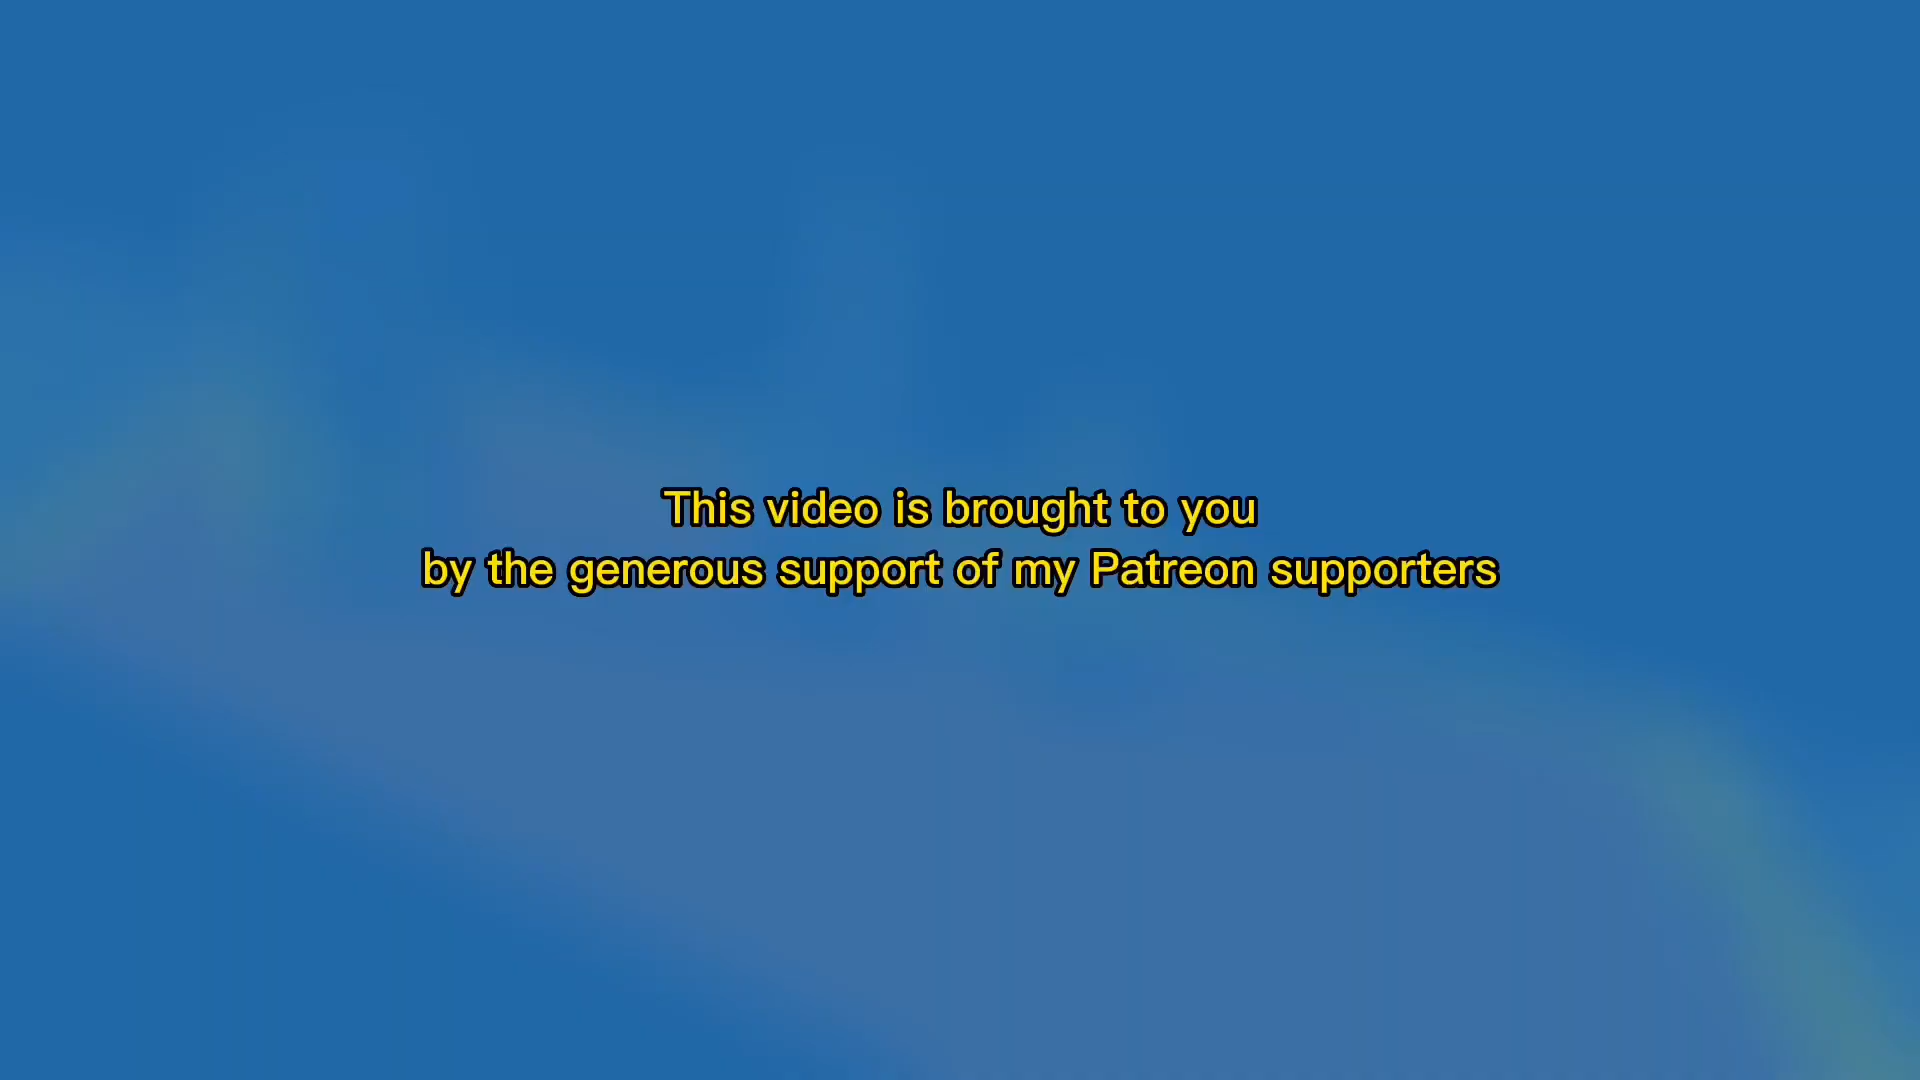 This video is brought to you
by the generous support of my Patreon supporters